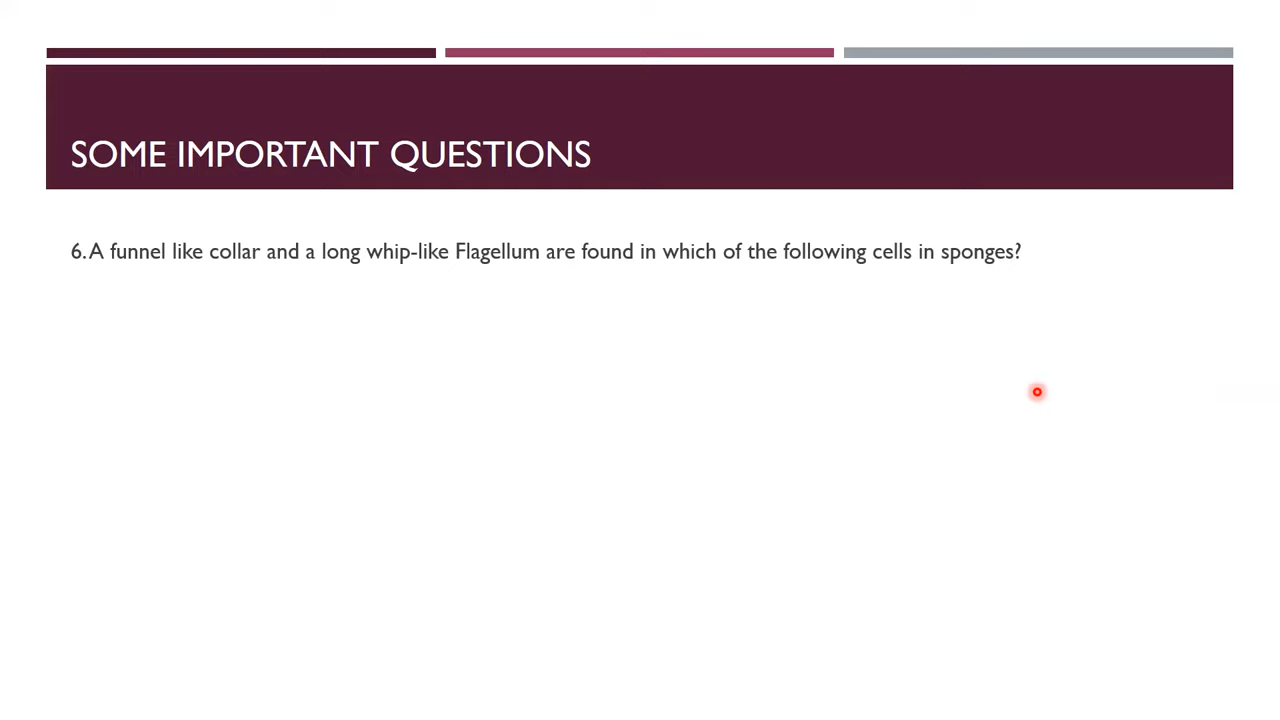 SOME IMPORTANT QUESTIONS
6. A funnel like collar and a long whip-like Flagellum are found in which of the following cells in sponges?